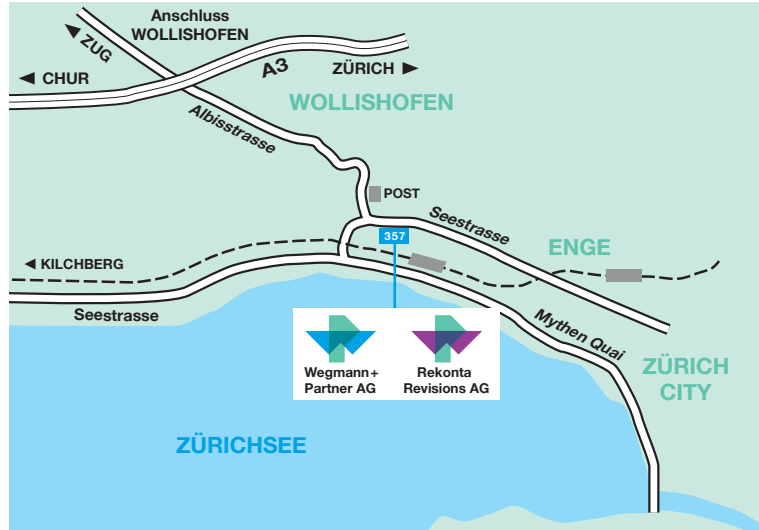 Anschluss
WOLLISHOFEN
ZUG
A3
ZÜRICH
CHUR
WOLLISHOFEN
Albisstrasse
POST
Seestrasse
357
ENGE
KILCHBERG
Seestrasse
Mythen Quai
Wegmann+
Partner AG
Rekonta
Revisions AG
ZÜRICH
CITY
ZÜRICHSEE